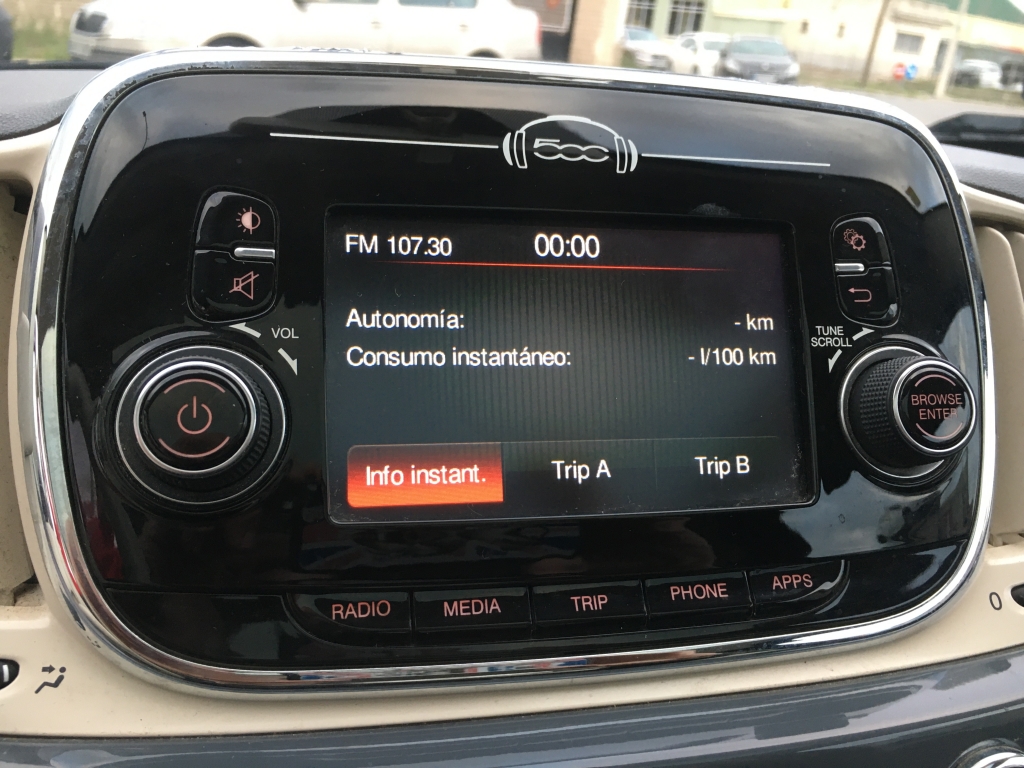 500
FM 107.30 00:00
VOL
TUNE
SCROLL
Autonomía: - km
Consumo instantáneo: - l/100 km
BROWSE
ENTER
Info instant. Trip A Trip B
RADIO MEDIA TRIP PHONE APPS
0